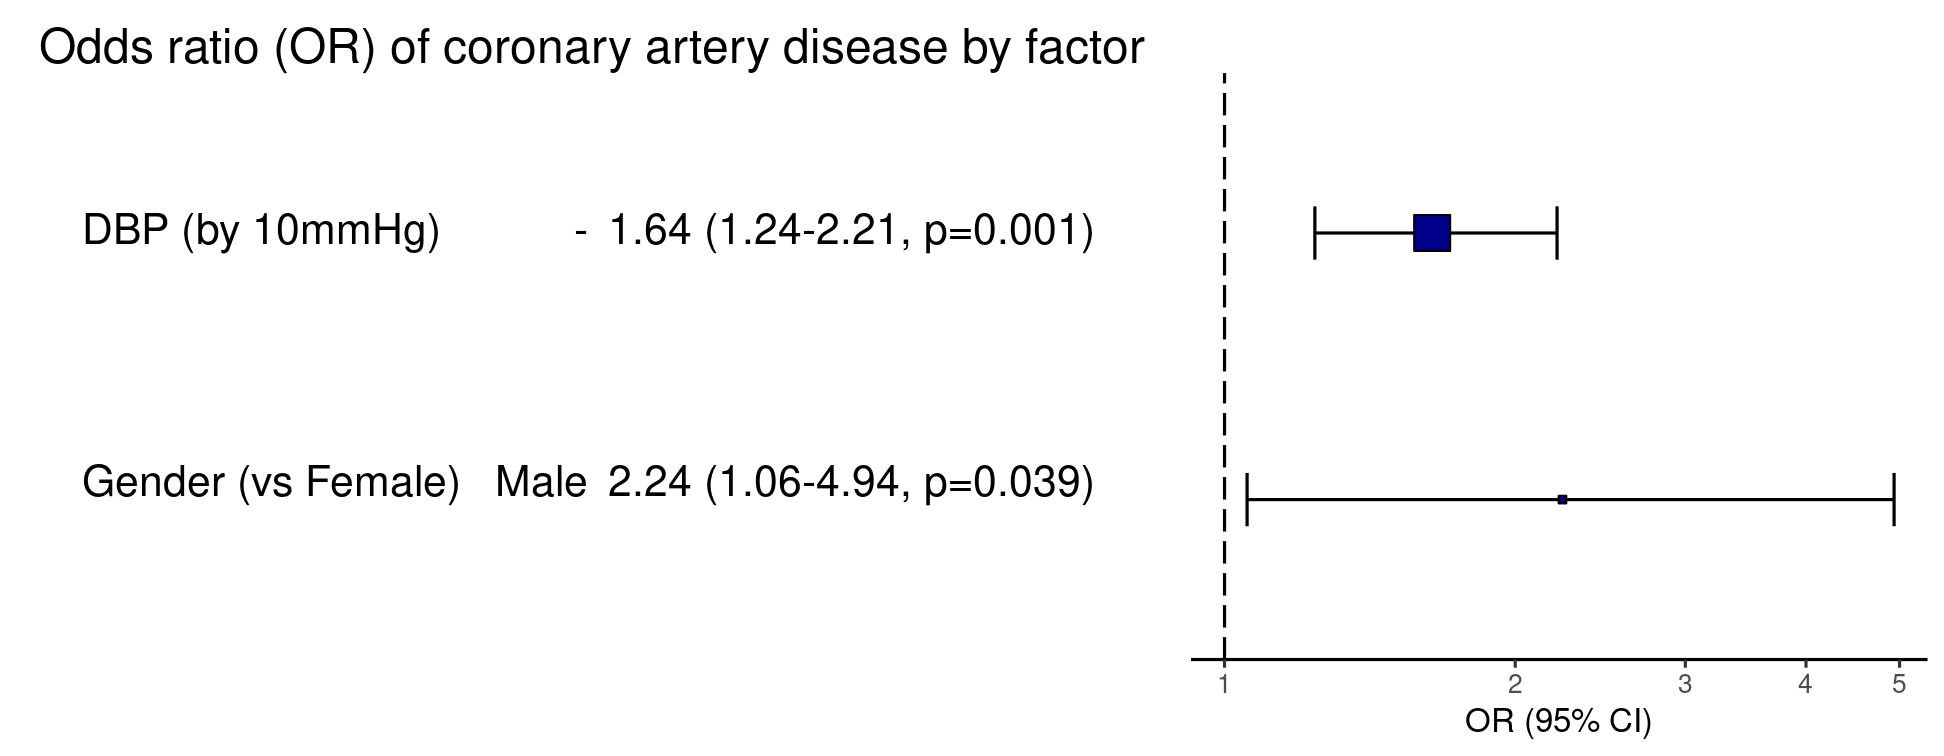 Odds ratio (OR) of coronary artery disease by factor
DBP (by 10mmHg) - 1.64 (1.24-2.21, p=0.001)
Gender (vs Female) Male 2.24 (1.06-4.94, p=0.039)
1 2 3 4 5
OR (95% CI)